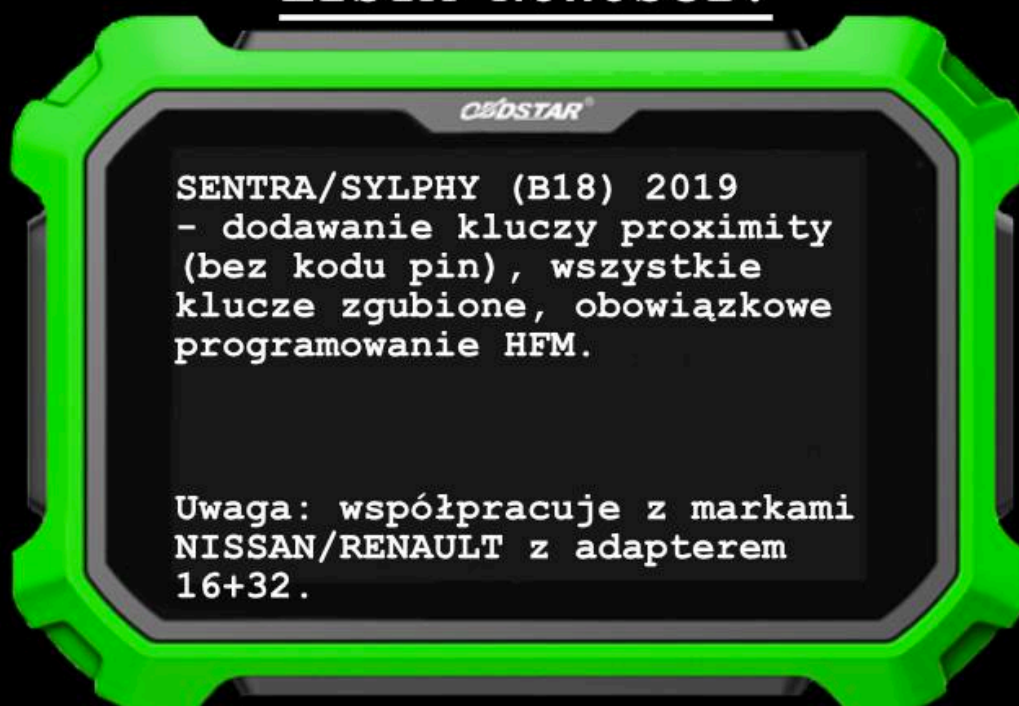 OBDSTAR®
SENTRA/SYLPHY (B18) 2019
- dodawanie kluczy proximity
(bez kodu pin), wszystkie
klucze zgubione, obowiązkowe
programowanie HFM.
Uwaga: współpracuje z markami
NISSAN/RENAULT z adapterem
16+32.